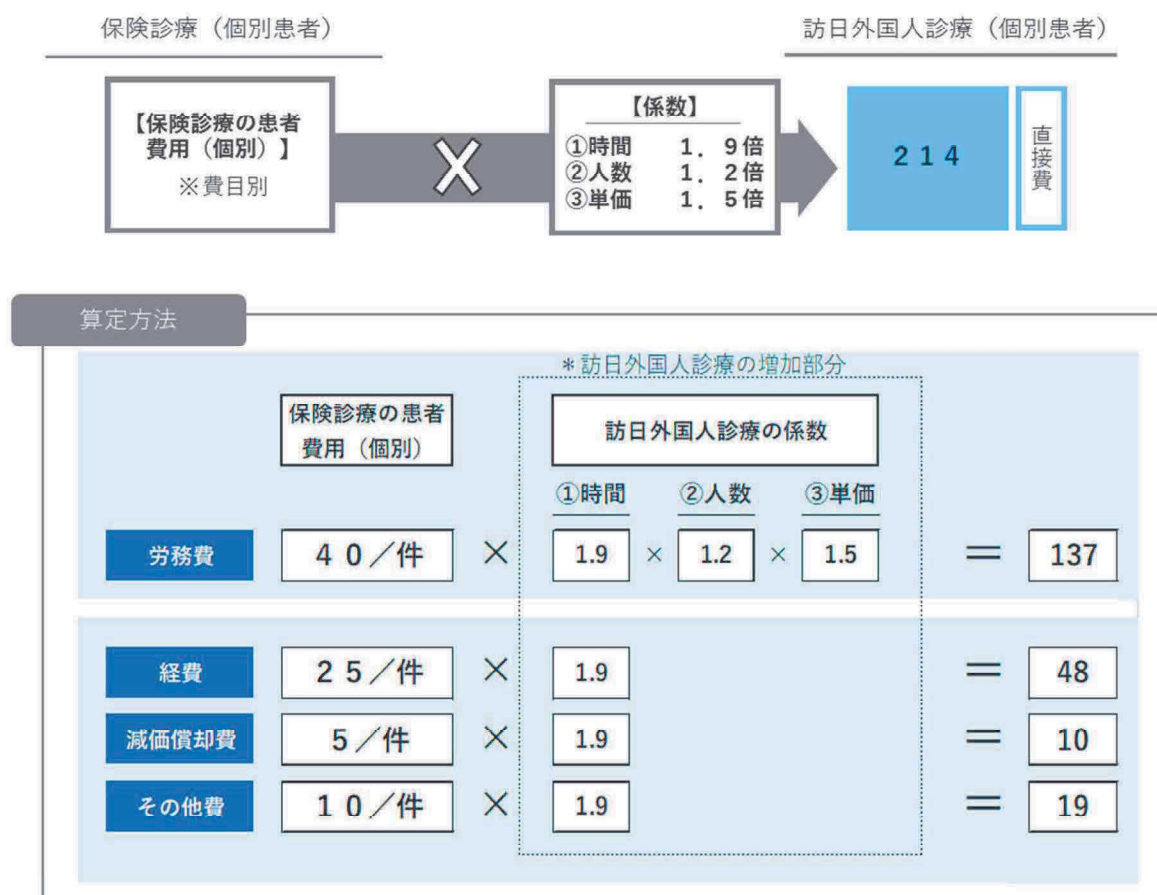 保険診療（個別患者）
訪日外国人診療（個別患者）
【保険診療の患者
費用（個別）】
※費目別
X
【係数】
①時間 1．9倍
②人数 1．2倍
③単価 1．5倍
214
直接費
算定方法
＊訪日外国人診療の増加部分
保険診療の患者
費用（個別）
訪日外国人診療の係数
①時間 ②人数 ③単価
労務費 40／件 × 1.9 × 1.2 × 1.5 ＝ 137
経費 25／件 × 1.9 ＝ 48
減価償却費 5／件 × 1.9 ＝ 10
その他費 10／件 × 1.9 ＝ 19